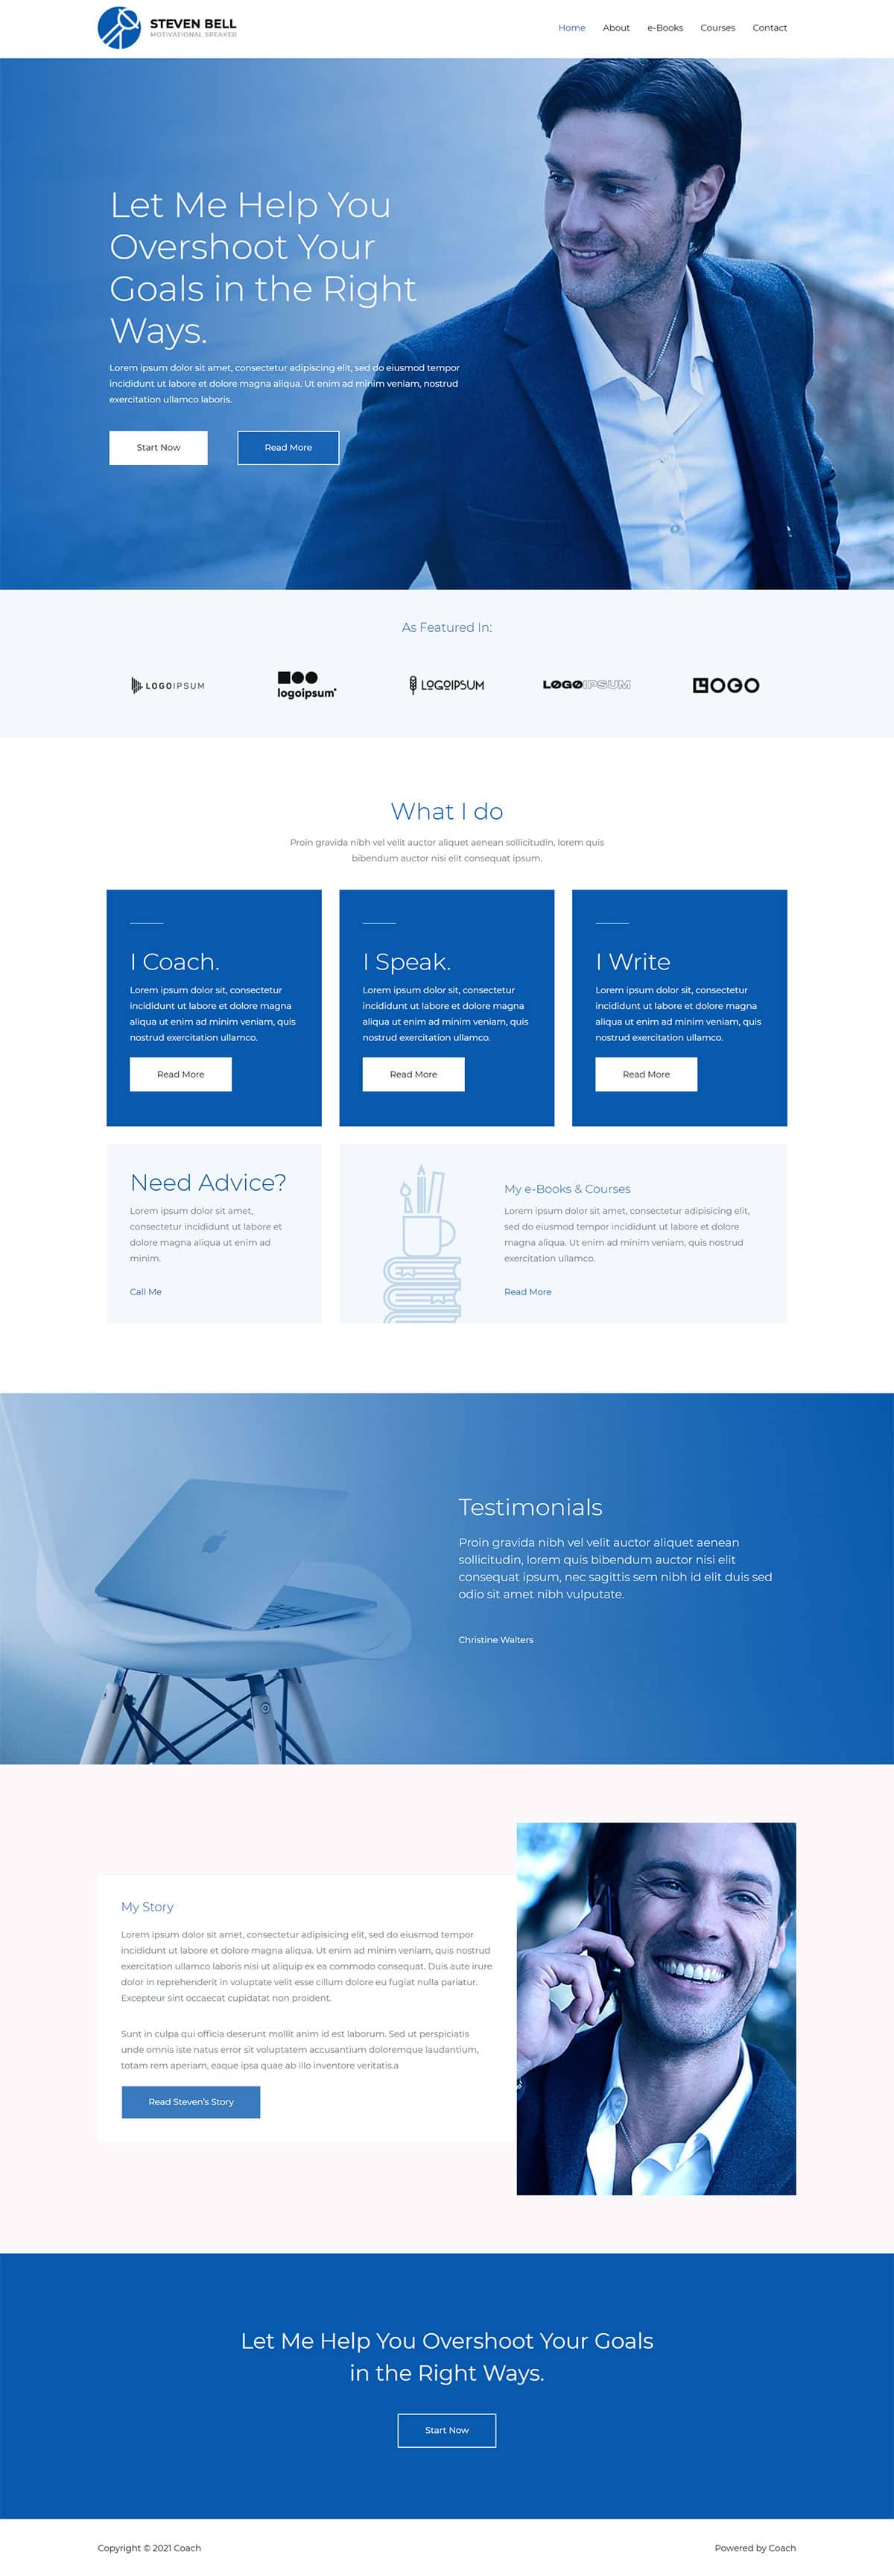 STEVEN BELL
MOTIVATIONAL SPEAKER
Home About e-Books Courses Contact
Let Me Help You
Overshoot Your
Goals in the Right
Ways.
Lorem ipsum dolor sit amet, consectetur adipiscing elit, sed do eiusmod tempor
incididunt ut labore et dolore magna aliqua. Ut enim ad minim veniam, nostrud
exercitation ullamco laboris.
Start Now Read More
As Featured In:
LOGOIPSUM
logoipsum
LOGOIPSUM
LOGOIPSUM
LOGO
What I do
Proin gravida nibh vel velit auctor aliquet aenean sollicitudin, lorem quis
bibendum auctor nisi elit consequat ipsum.
I Coach.
Lorem ipsum dolor sit, consectetur
incididunt ut labore et dolore magna
aliqua ut enim ad minim veniam, quis
nostrud exercitation ullamco.
Read More
I Speak.
Lorem ipsum dolor sit, consectetur
incididunt ut labore et dolore magna
aliqua ut enim ad minim veniam, quis
nostrud exercitation ullamco.
Read More
I Write
Lorem ipsum dolor sit, consectetur
incididunt ut labore et dolore magna
aliqua ut enim ad minim veniam, quis
nostrud exercitation ullamco.
Read More
Need Advice?
Lorem ipsum dolor sit amet,
consectetur incididunt ut labore et
dolore magna aliqua ut enim ad
minim.
Call Me
My e-Books & Courses
Lorem ipsum dolor sit amet, consectetur adipisicing elit,
sed do eiusmod tempor incididunt ut labore et dolore
magna aliqua. Ut enim ad minim veniam, quis nostrud
exercitation ullamco.
Read More
Testimonials
Proin gravida nibh vel velit auctor aliquet aenean
sollicitudin, lorem quis bibendum auctor nisi elit
consequat ipsum, nec sagittis sem nibh id elit duis sed
odio sit amet nibh vulputate.
Christine Walters
My Story
Lorem ipsum dolor sit amet, consectetur adipisicing elit, sed do eiusmod tempor
incididunt ut labore et dolore magna aliqua. Ut enim ad minim veniam, quis nostrud
exercitation ullamco laboris nisi ut aliquip ex ea commodo consequat. Duis aute irure
dolor in reprehenderit in voluptate velit esse cillum dolore eu fugiat nulla pariatur.
Excepteur sint occaecat cupidatat non proident.
Sunt in culpa qui officia deserunt mollit anim id est laborum. Sed ut perspiciatis
unde omnis iste natus error sit voluptatem accusantium doloremque laudantium,
totam rem aperiam, eaque ipsa quae ab illo inventore veritatis.a
Read Steven's Story
Let Me Help You Overshoot Your Goals
in the Right Ways.
Start Now
Copyright © 2021 Coach
Powered by Coach